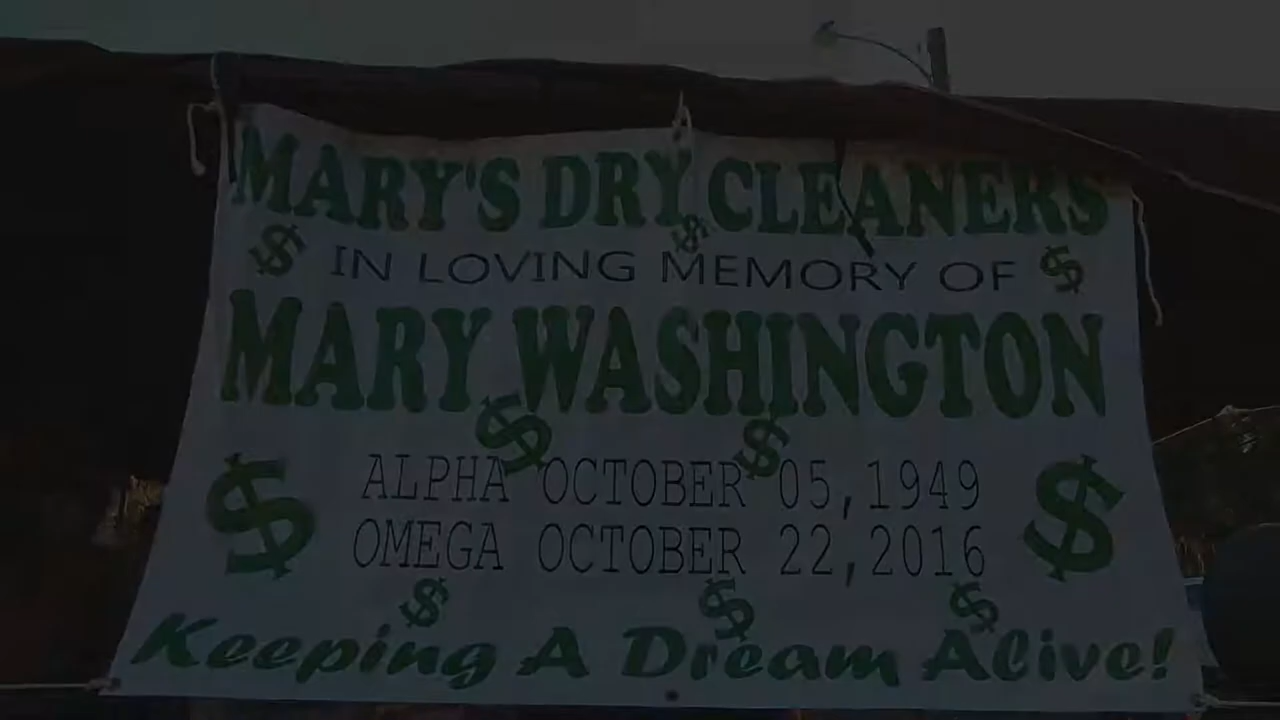 MARY'S DRY CLEANERS
$ $ $
IN LOVING MEMORY OF
MARY WASHINGTON
$ $
ALPHA OCTOBER 05,1949
$ $
OMEGA OCTOBER 22,2016
$ $ $
Keeping A Dream Alive!